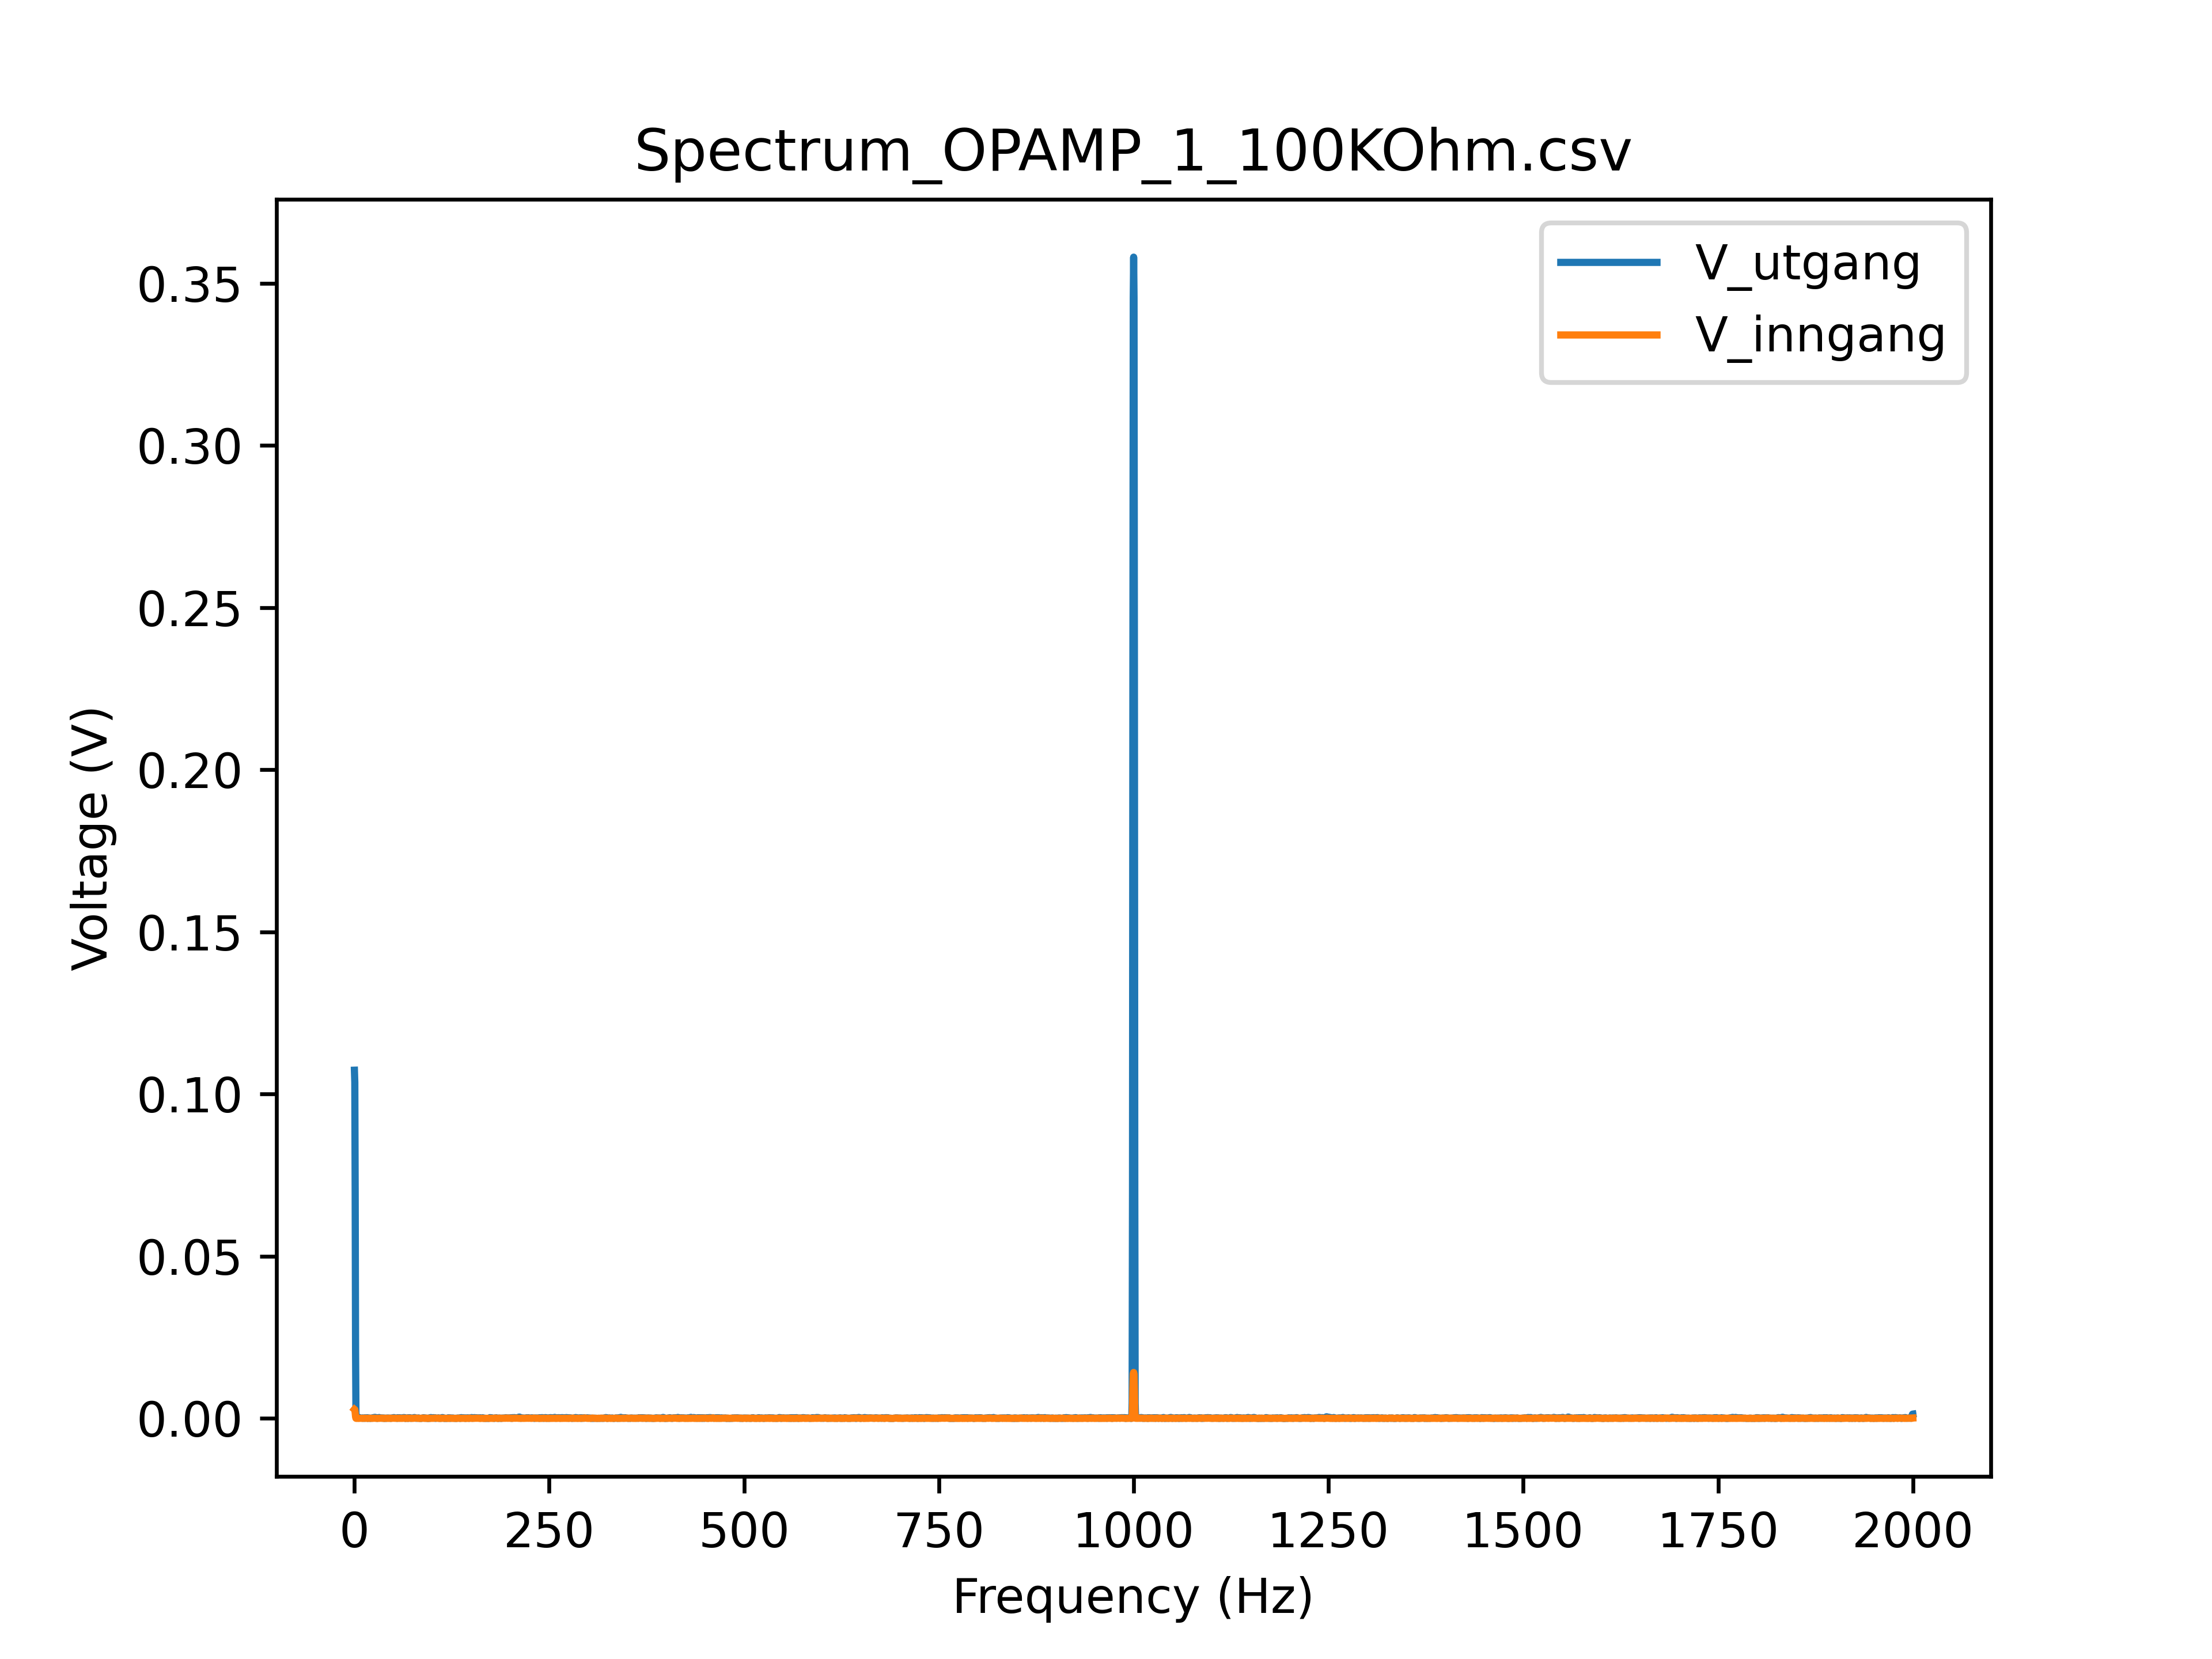 Spectrum_OPAMP_1_100KOhm.csv
V_utgang
V_inngang
0.35
0.30
0.25
0.20
0.15
0.10
0.05
0.00
Voltage (V)
0 250 500 750 1000 1250 1500 1750 2000
Frequency (Hz)